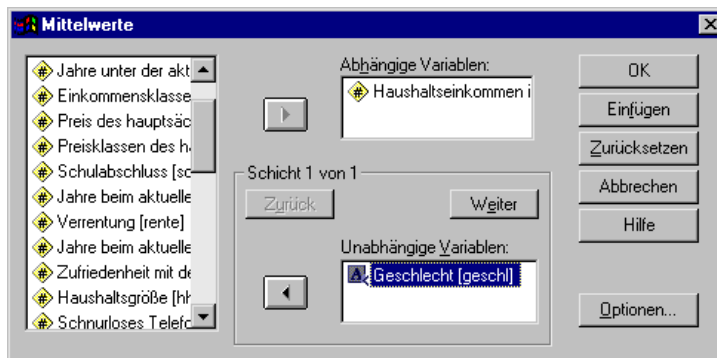 Mittelwerte
Jahre unter der akt
Einkommensklasse
Preis des hauptsäc
Preisklassen des h
Schulabschluss [sc
Jahre beim aktuelle
Verrentung [rente]
Jahre beim aktuelle
Zufriedenheit mit de
Haushaltsgröße [hh
Schnurloses Telefo
Abhängige Variablen:
Haushaltseinkommen i
Schicht 1 von 1
Zurück
Weiter
Unabhängige Variablen:
Geschlecht [geschl]
OK
Einfügen
Zurücksetzen
Abbrechen
Hilfe
Optionen...